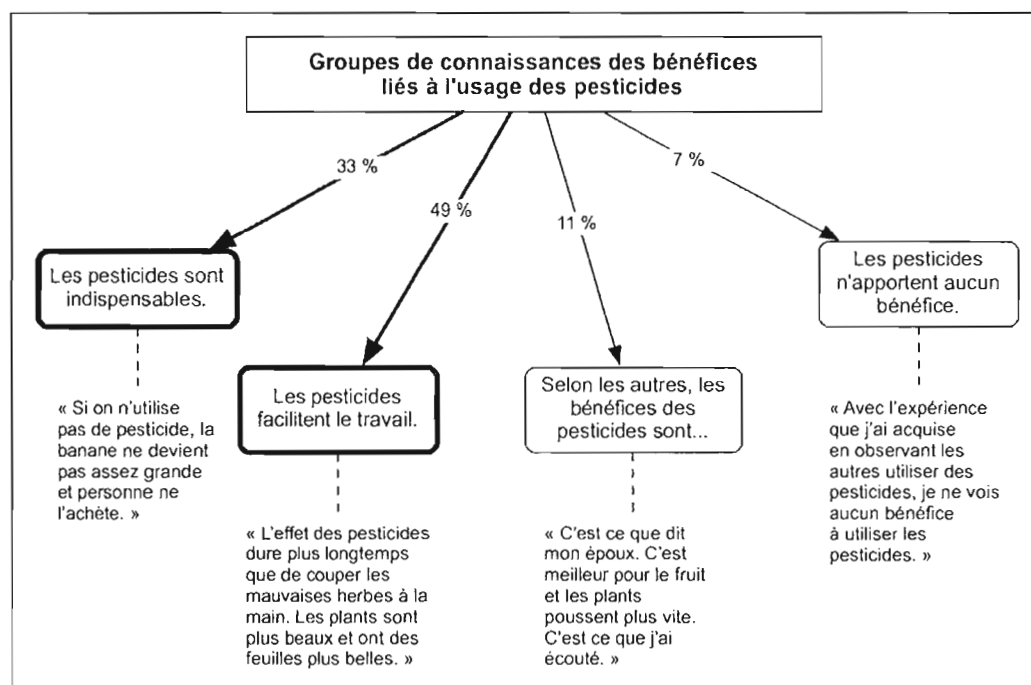 Groupes de connaissances des bénéfices
liés à l'usage des pesticides
33 %
49 %
11 %
7 %
Les pesticides sont
indispensables.
« Si on n'utilise
pas de pesticide, la
banane ne devient
pas assez grande
et personne ne
l'achète. »
Les pesticides
facilitent le travail.
« L'effet des pesticides
dure plus longtemps
que de couper les
mauvaises herbes à la
main. Les plants sont
plus beaux et ont des
feuilles plus belles. »
Selon les autres, les
bénéfices des
pesticides sont...
« C'est ce que dit
mon époux. C'est
meilleur pour le fruit
et les plants
poussent plus vite.
C'est ce que j'ai
écouté. »
Les pesticides
n'apportent aucun
bénéfice.
« Avec l'expérience
que j'ai acquise
en observant les
autres utiliser des
pesticides, je ne vois
aucun bénéfice
à utiliser les
pesticides. »